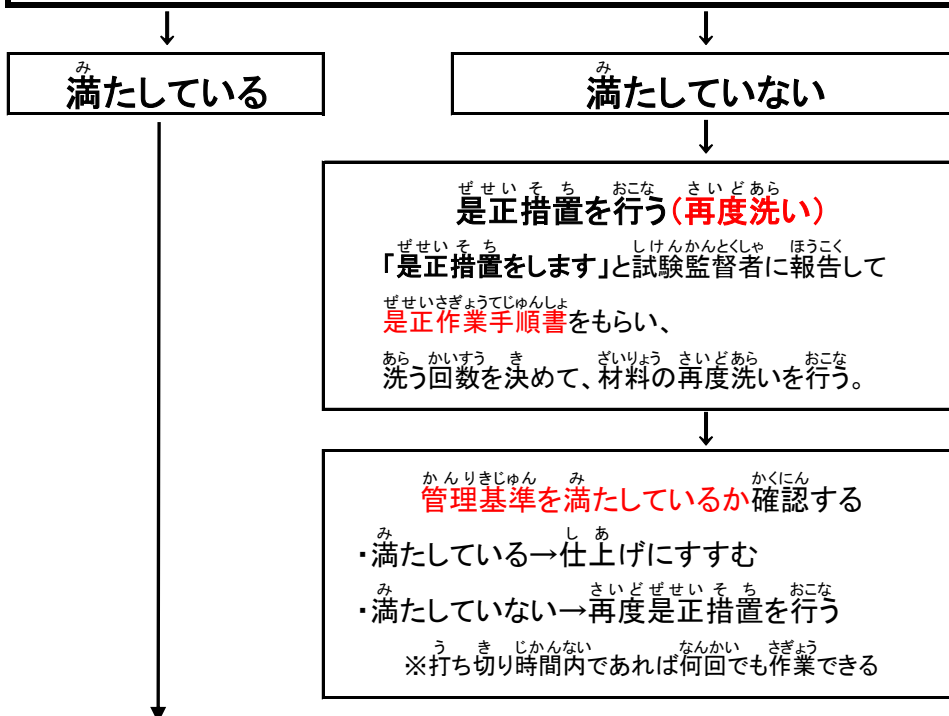 満たしている
満たしていない
是正措置を行う(再度洗い)
「是正措置をします」と試験監督者に報告して
是正作業手順書をもらい、
洗う回数を決めて、材料の再度洗いを行う。
管理基準を満たしているか確認する
・満たしている→仕上げにすすむ
・満たしていない→再度是正措置を行う
※打ち切り時間内であれば何回でも作業できる